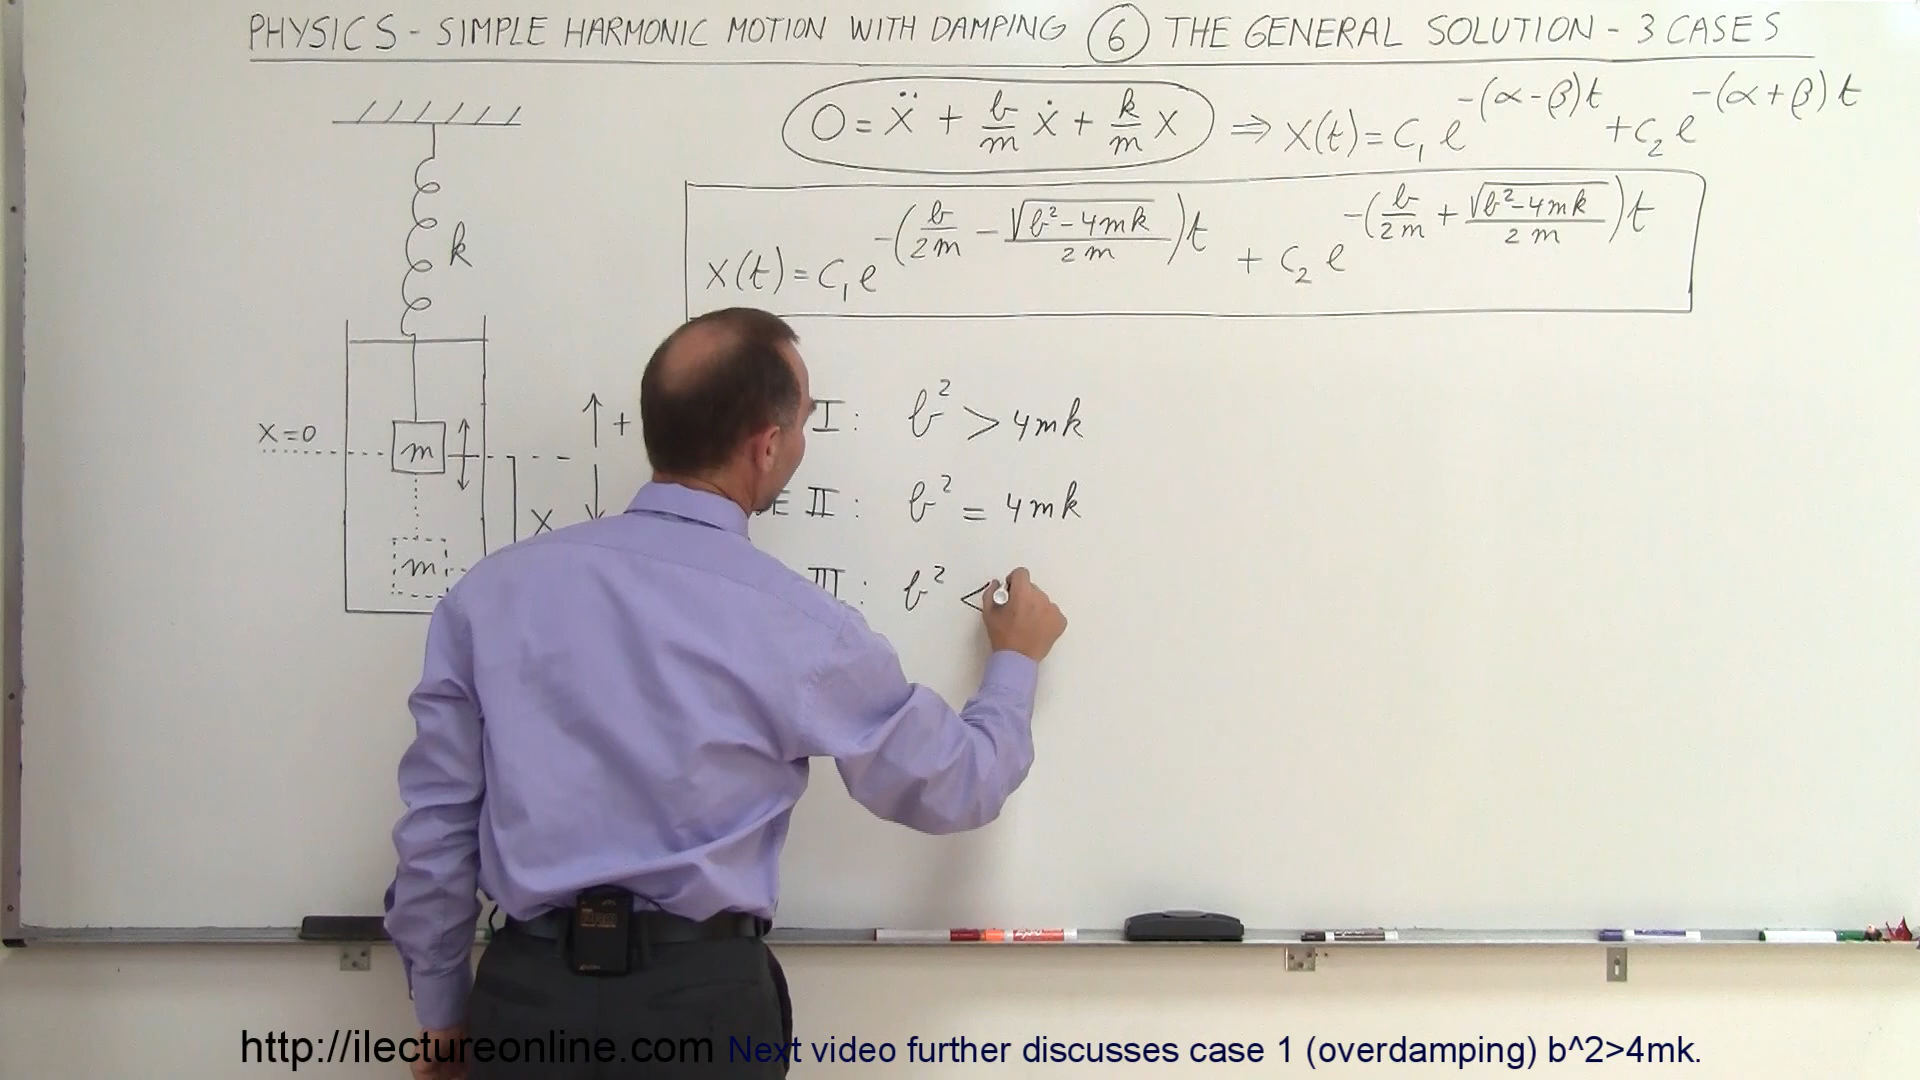 PHYSICS - SIMPLE HARMONIC MOTION WITH DAMPING ⑥ THE GENERAL SOLUTION - 3 CASES
0 = ẍ + b/m ẋ + k/m x ⇒ x(t) = C₁ e^-(α-β)t + C₂ e^-(α+β)t
x(t) = C₁ e^-(b/2m - √(b²-4mk)/2m)t + C₂ e^-(b/2m + √(b²-4mk)/2m)t
k
x=0
m
+
x
m
I: b² > 4mk
E II: b² = 4mk
III: b² <
http://ilectureonline.com Next video further discusses case 1 (overdamping) b^2>4mk.